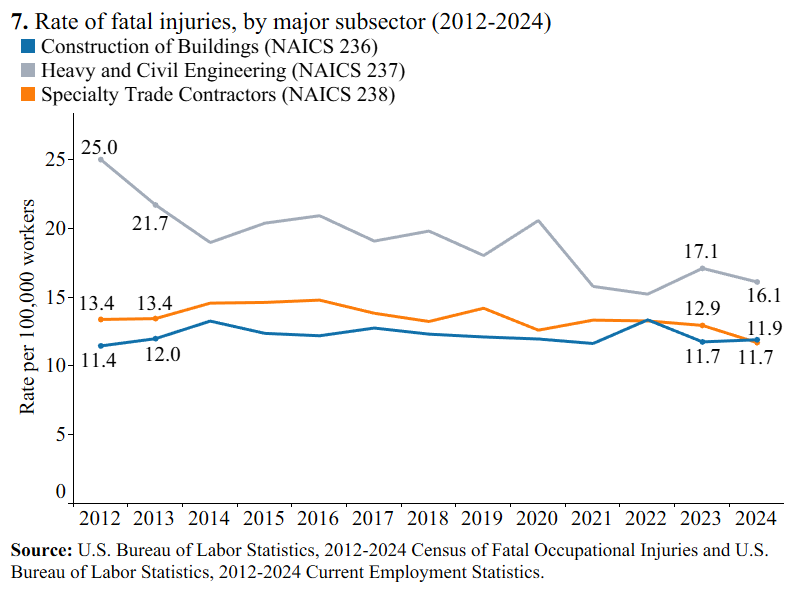 7. Rate of fatal injuries, by major subsector (2012-2024)
Construction of Buildings (NAICS 236)
Heavy and Civil Engineering (NAICS 237)
Specialty Trade Contractors (NAICS 238)
Rate per 100,000 workers
25
20
15
10
5
0
25.0
21.7
17.1
16.1
13.4
13.4
12.9
11.9
11.4
12.0
11.7
11.7
2012 2013 2014 2015 2016 2017 2018 2019 2020 2021 2022 2023 2024
Source: U.S. Bureau of Labor Statistics, 2012-2024 Census of Fatal Occupational Injuries and U.S.
Bureau of Labor Statistics, 2012-2024 Current Employment Statistics.